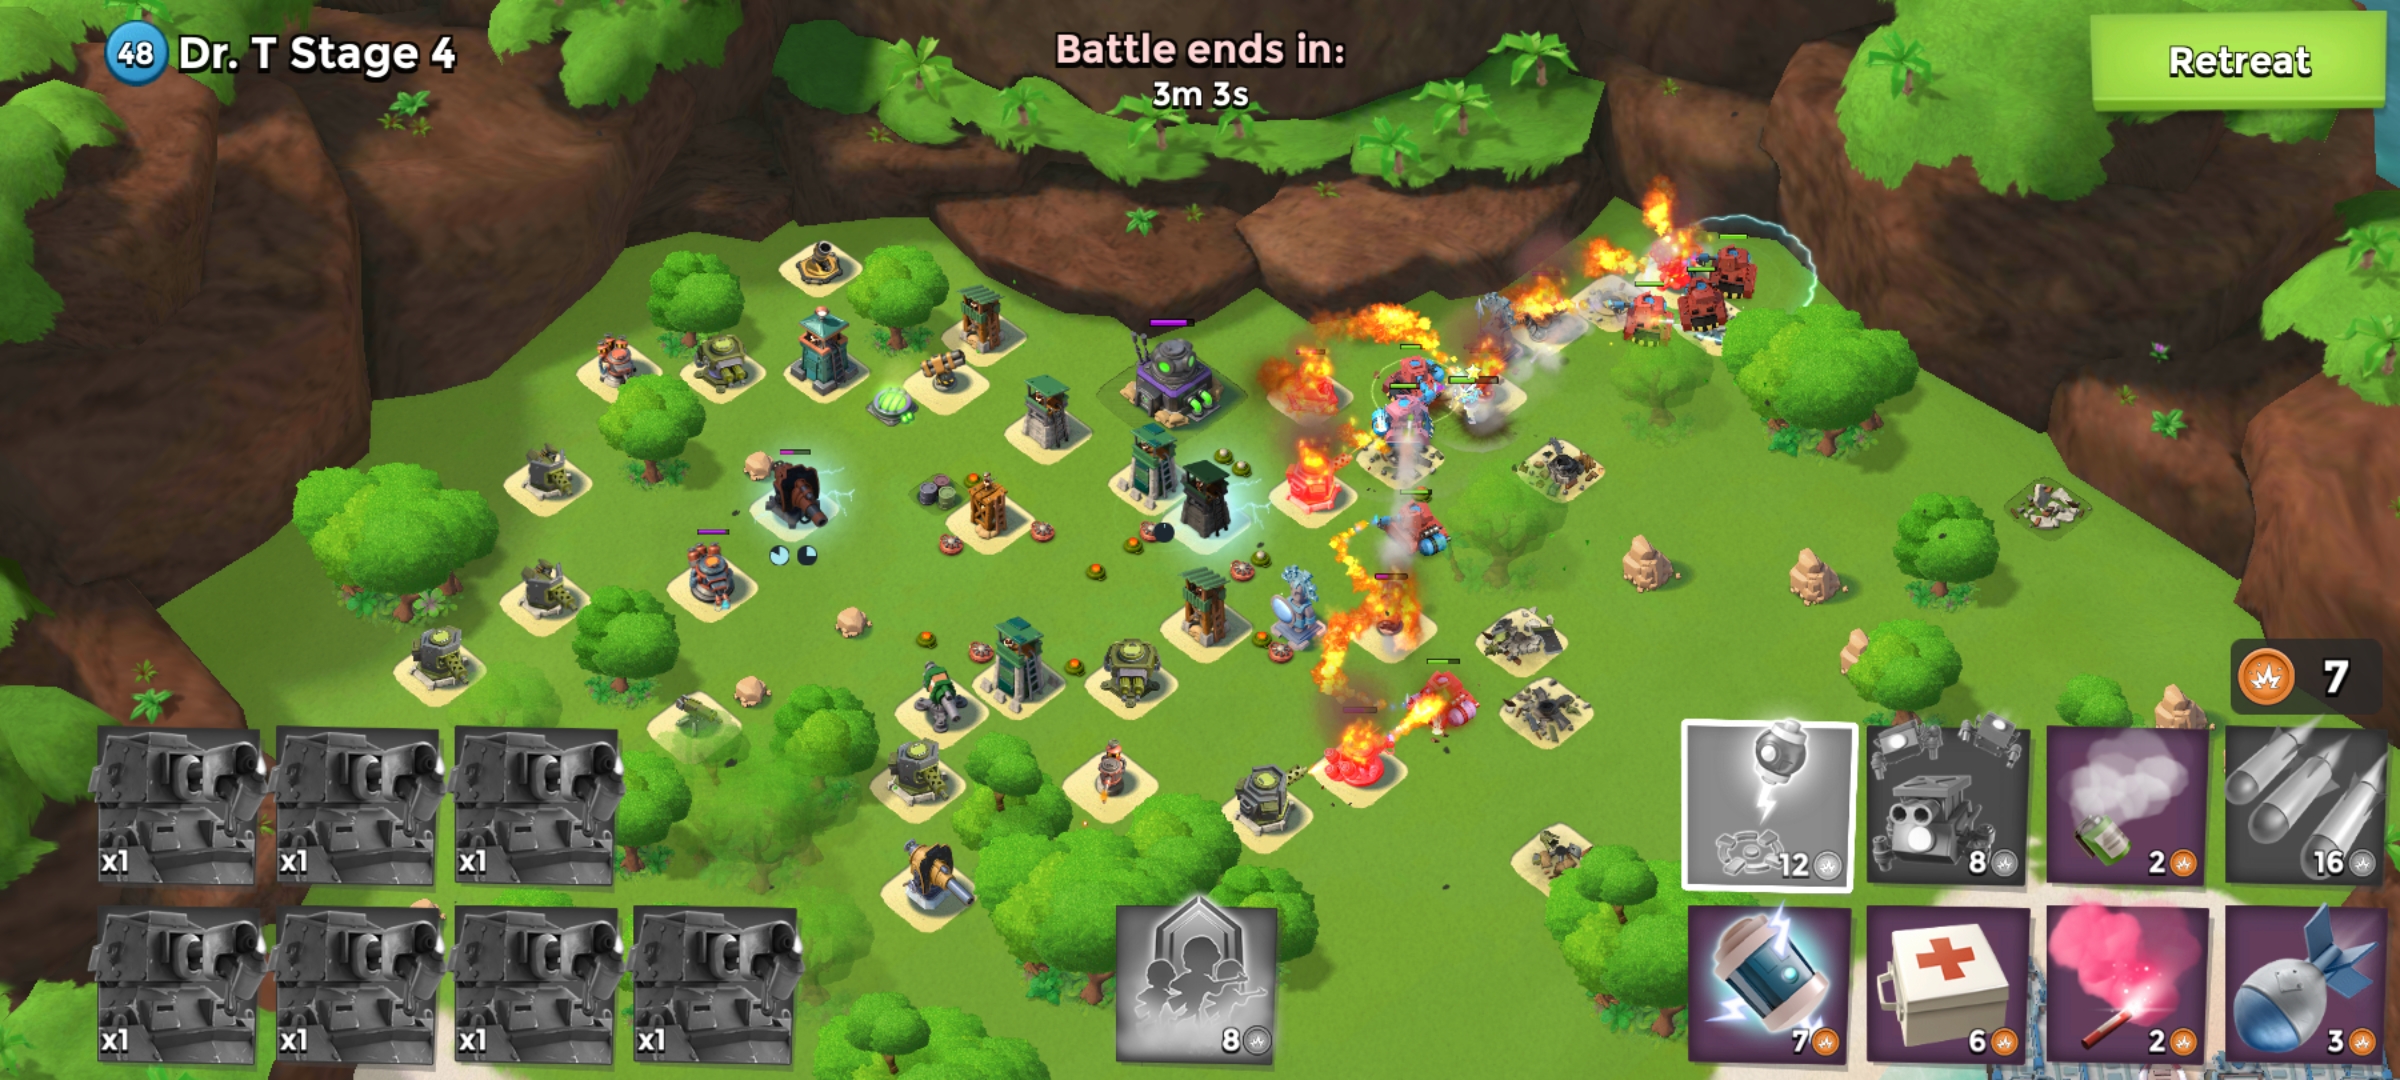 48 Dr. T Stage 4
Battle ends in:
3m 3s
Retreat
7
x1
x1
x1
12
8
2
16
x1
x1
x1
x1
8
7
6
2
3